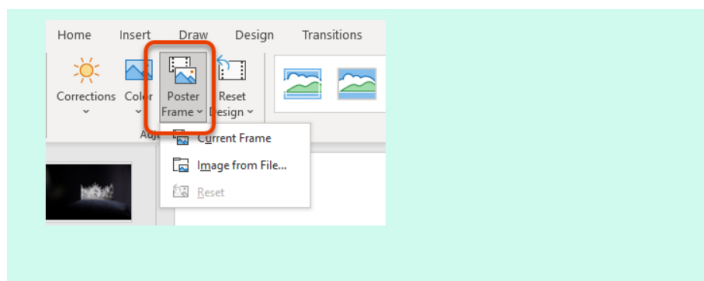 Home Insert Draw Design Transitions
Corrections Color Poster Reset
Frame Design
Current Frame
Image from File...
Reset